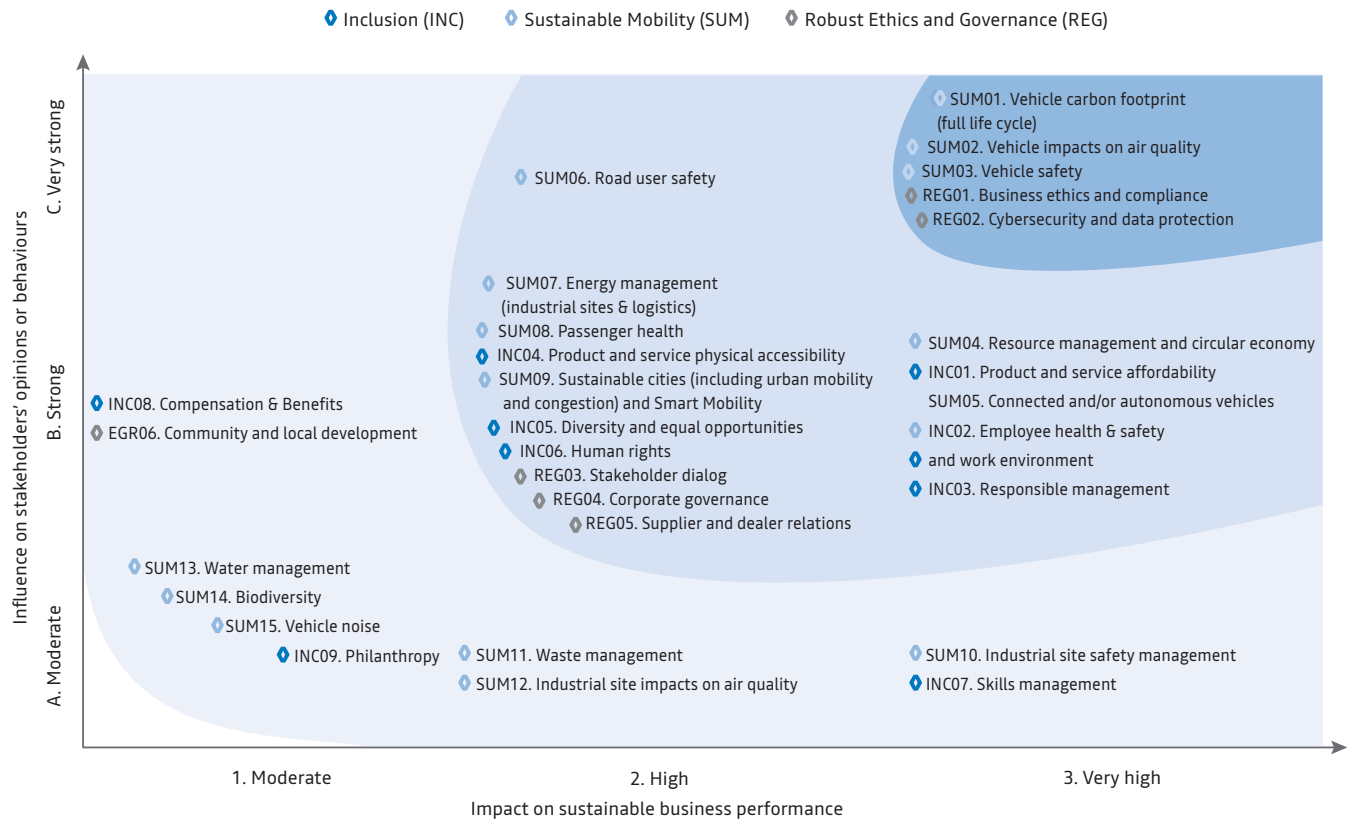 Inclusion (INC)
Sustainable Mobility (SUM)
Robust Ethics and Governance (REG)
Influence on stakeholders' opinions or behaviours
C. Very strong
B. Strong
A. Moderate
SUM01. Vehicle carbon footprint
(full life cycle)
SUM02. Vehicle impacts on air quality
SUM03. Vehicle safety
REG01. Business ethics and compliance
REG02. Cybersecurity and data protection
SUM06. Road user safety
SUM07. Energy management
(industrial sites & logistics)
SUM08. Passenger health
INC04. Product and service physical accessibility
SUM09. Sustainable cities (including urban mobility
and congestion) and Smart Mobility
INC05. Diversity and equal opportunities
INC06. Human rights
REG03. Stakeholder dialog
REG04. Corporate governance
REG05. Supplier and dealer relations
SUM04. Resource management and circular economy
INC01. Product and service affordability
SUM05. Connected and/or autonomous vehicles
INC02. Employee health & safety
and work environment
INC03. Responsible management
INC08. Compensation & Benefits
EGR06. Community and local development
SUM13. Water management
SUM14. Biodiversity
SUM15. Vehicle noise
INC09. Philanthropy
SUM11. Waste management
SUM12. Industrial site impacts on air quality
SUM10. Industrial site safety management
INC07. Skills management
1. Moderate
2. High
3. Very high
Impact on sustainable business performance